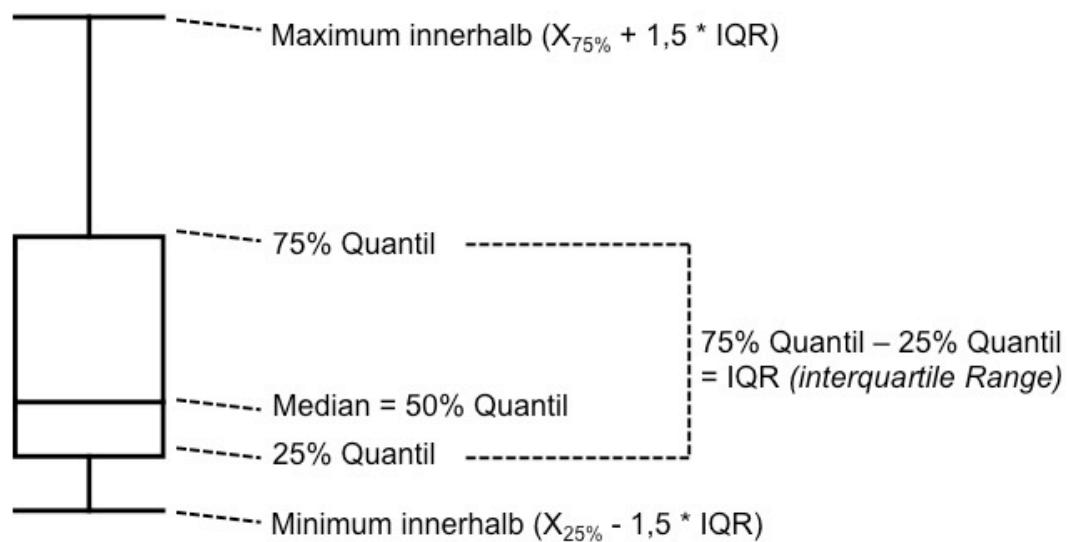 Maximum innerhalb (X75% + 1,5 * IQR)
75% Quantil
75% Quantil – 25% Quantil
= IQR (interquartile Range)
Median = 50% Quantil
25% Quantil
Minimum innerhalb (X25% - 1,5 * IQR)